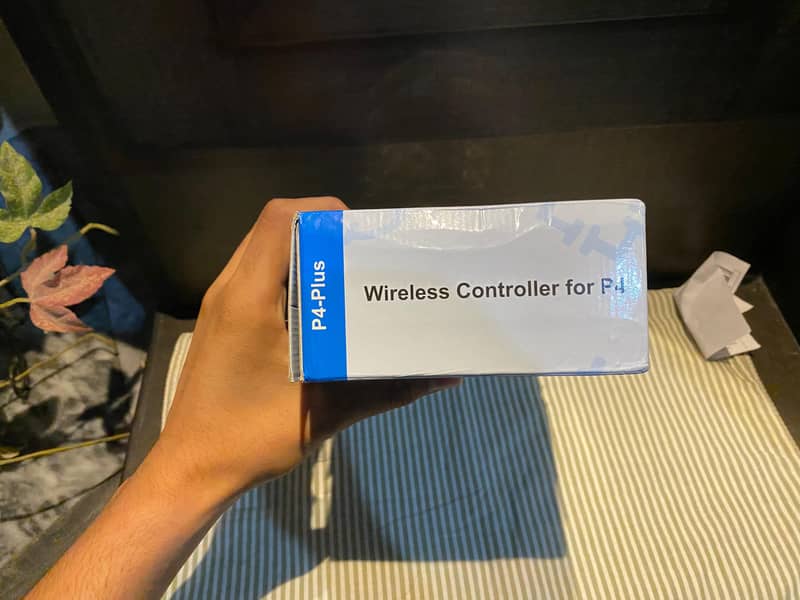 P4-Plus
Wireless Controller for P4